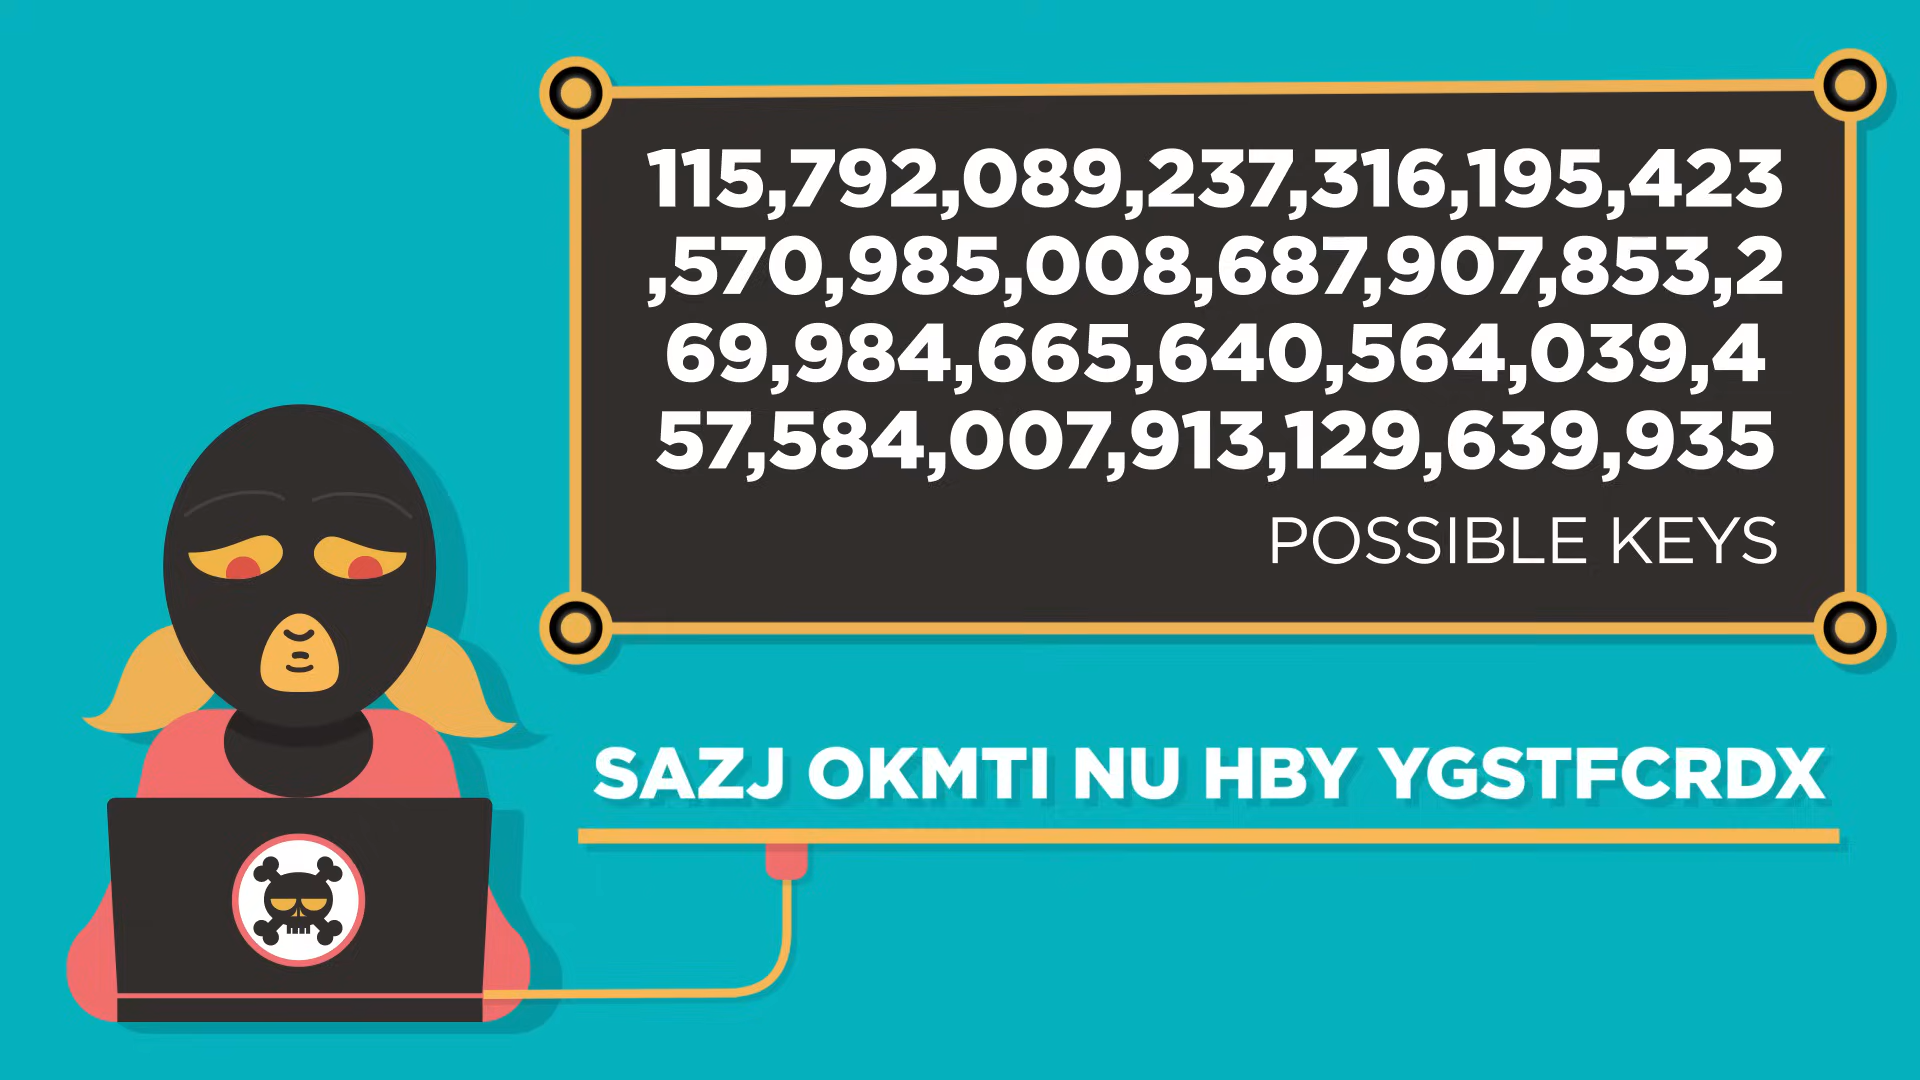 115,792,089,237,316,195,423
,570,985,008,687,907,853,2
69,984,665,640,564,039,4
57,584,007,913,129,639,935
POSSIBLE KEYS
SAZJ OKMTI NU HBY YGSTFCRDX